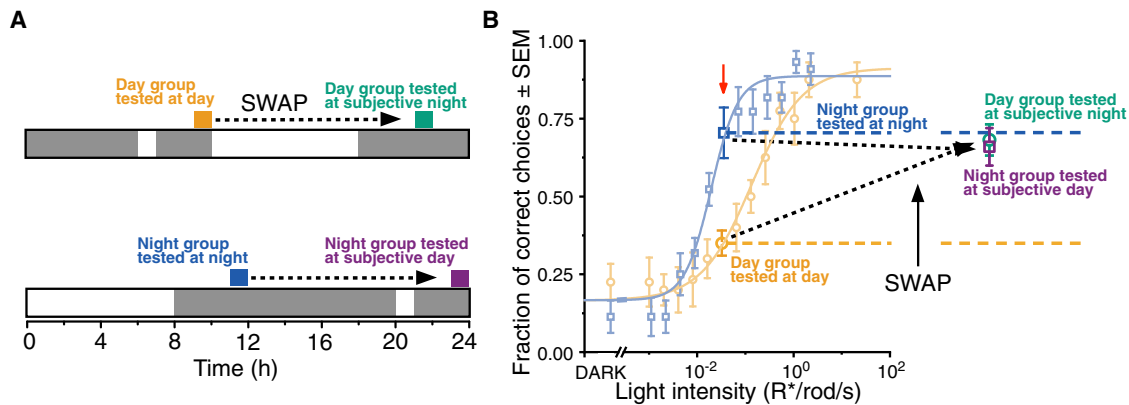 A
Day group
tested at day
SWAP
Day group tested
at subjective night
Night group
tested at night
Night group tested
at subjective day
0
4
8
12
16
20
24
Time (h)
B
Fraction of correct choices ± SEM
1.00
0.75
0.50
0.25
0.00
Night group
tested at night
Day group tested
at subjective night
Night group tested
at subjective day
Day group
tested at day
SWAP
DARK
10⁻²
10⁰
10²
Light intensity (R*/rod/s)